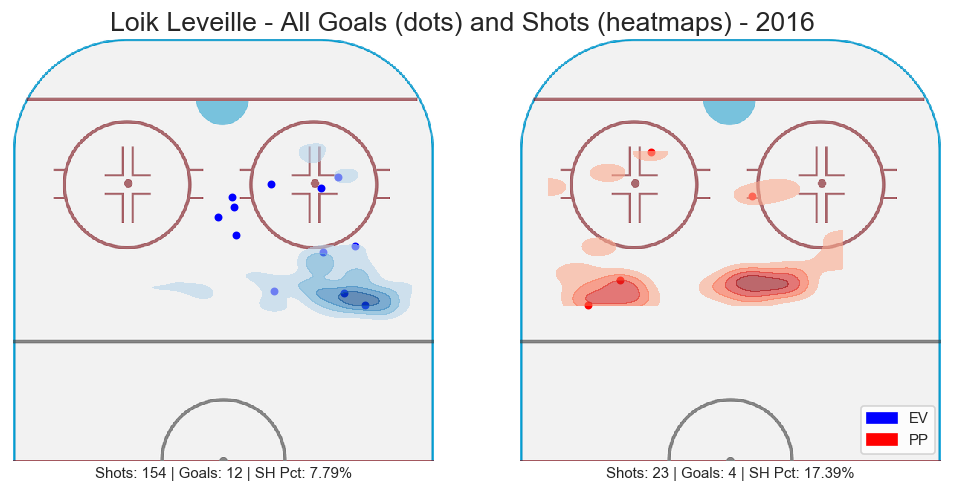 Loik Leveille - All Goals (dots) and Shots (heatmaps) - 2016
EV
PP
Shots: 154 | Goals: 12 | SH Pct: 7.79%
Shots: 23 | Goals: 4 | SH Pct: 17.39%